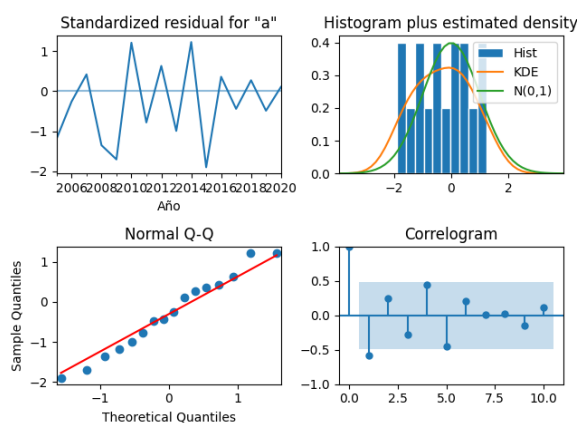 Standardized residual for "a"
1
0
−1
−2
2006 2008 2010 2012 2014 2016 2018 2020
Año
Histogram plus estimated density
0.4
0.3
0.2
0.1
0.0
Hist
KDE
N(0,1)
−2 0 2
Normal Q-Q
Sample Quantiles
1
0
−1
−2
−1 0 1
Theoretical Quantiles
Correlogram
1.0
0.5
0.0
−0.5
−1.0
0.0 2.5 5.0 7.5 10.0